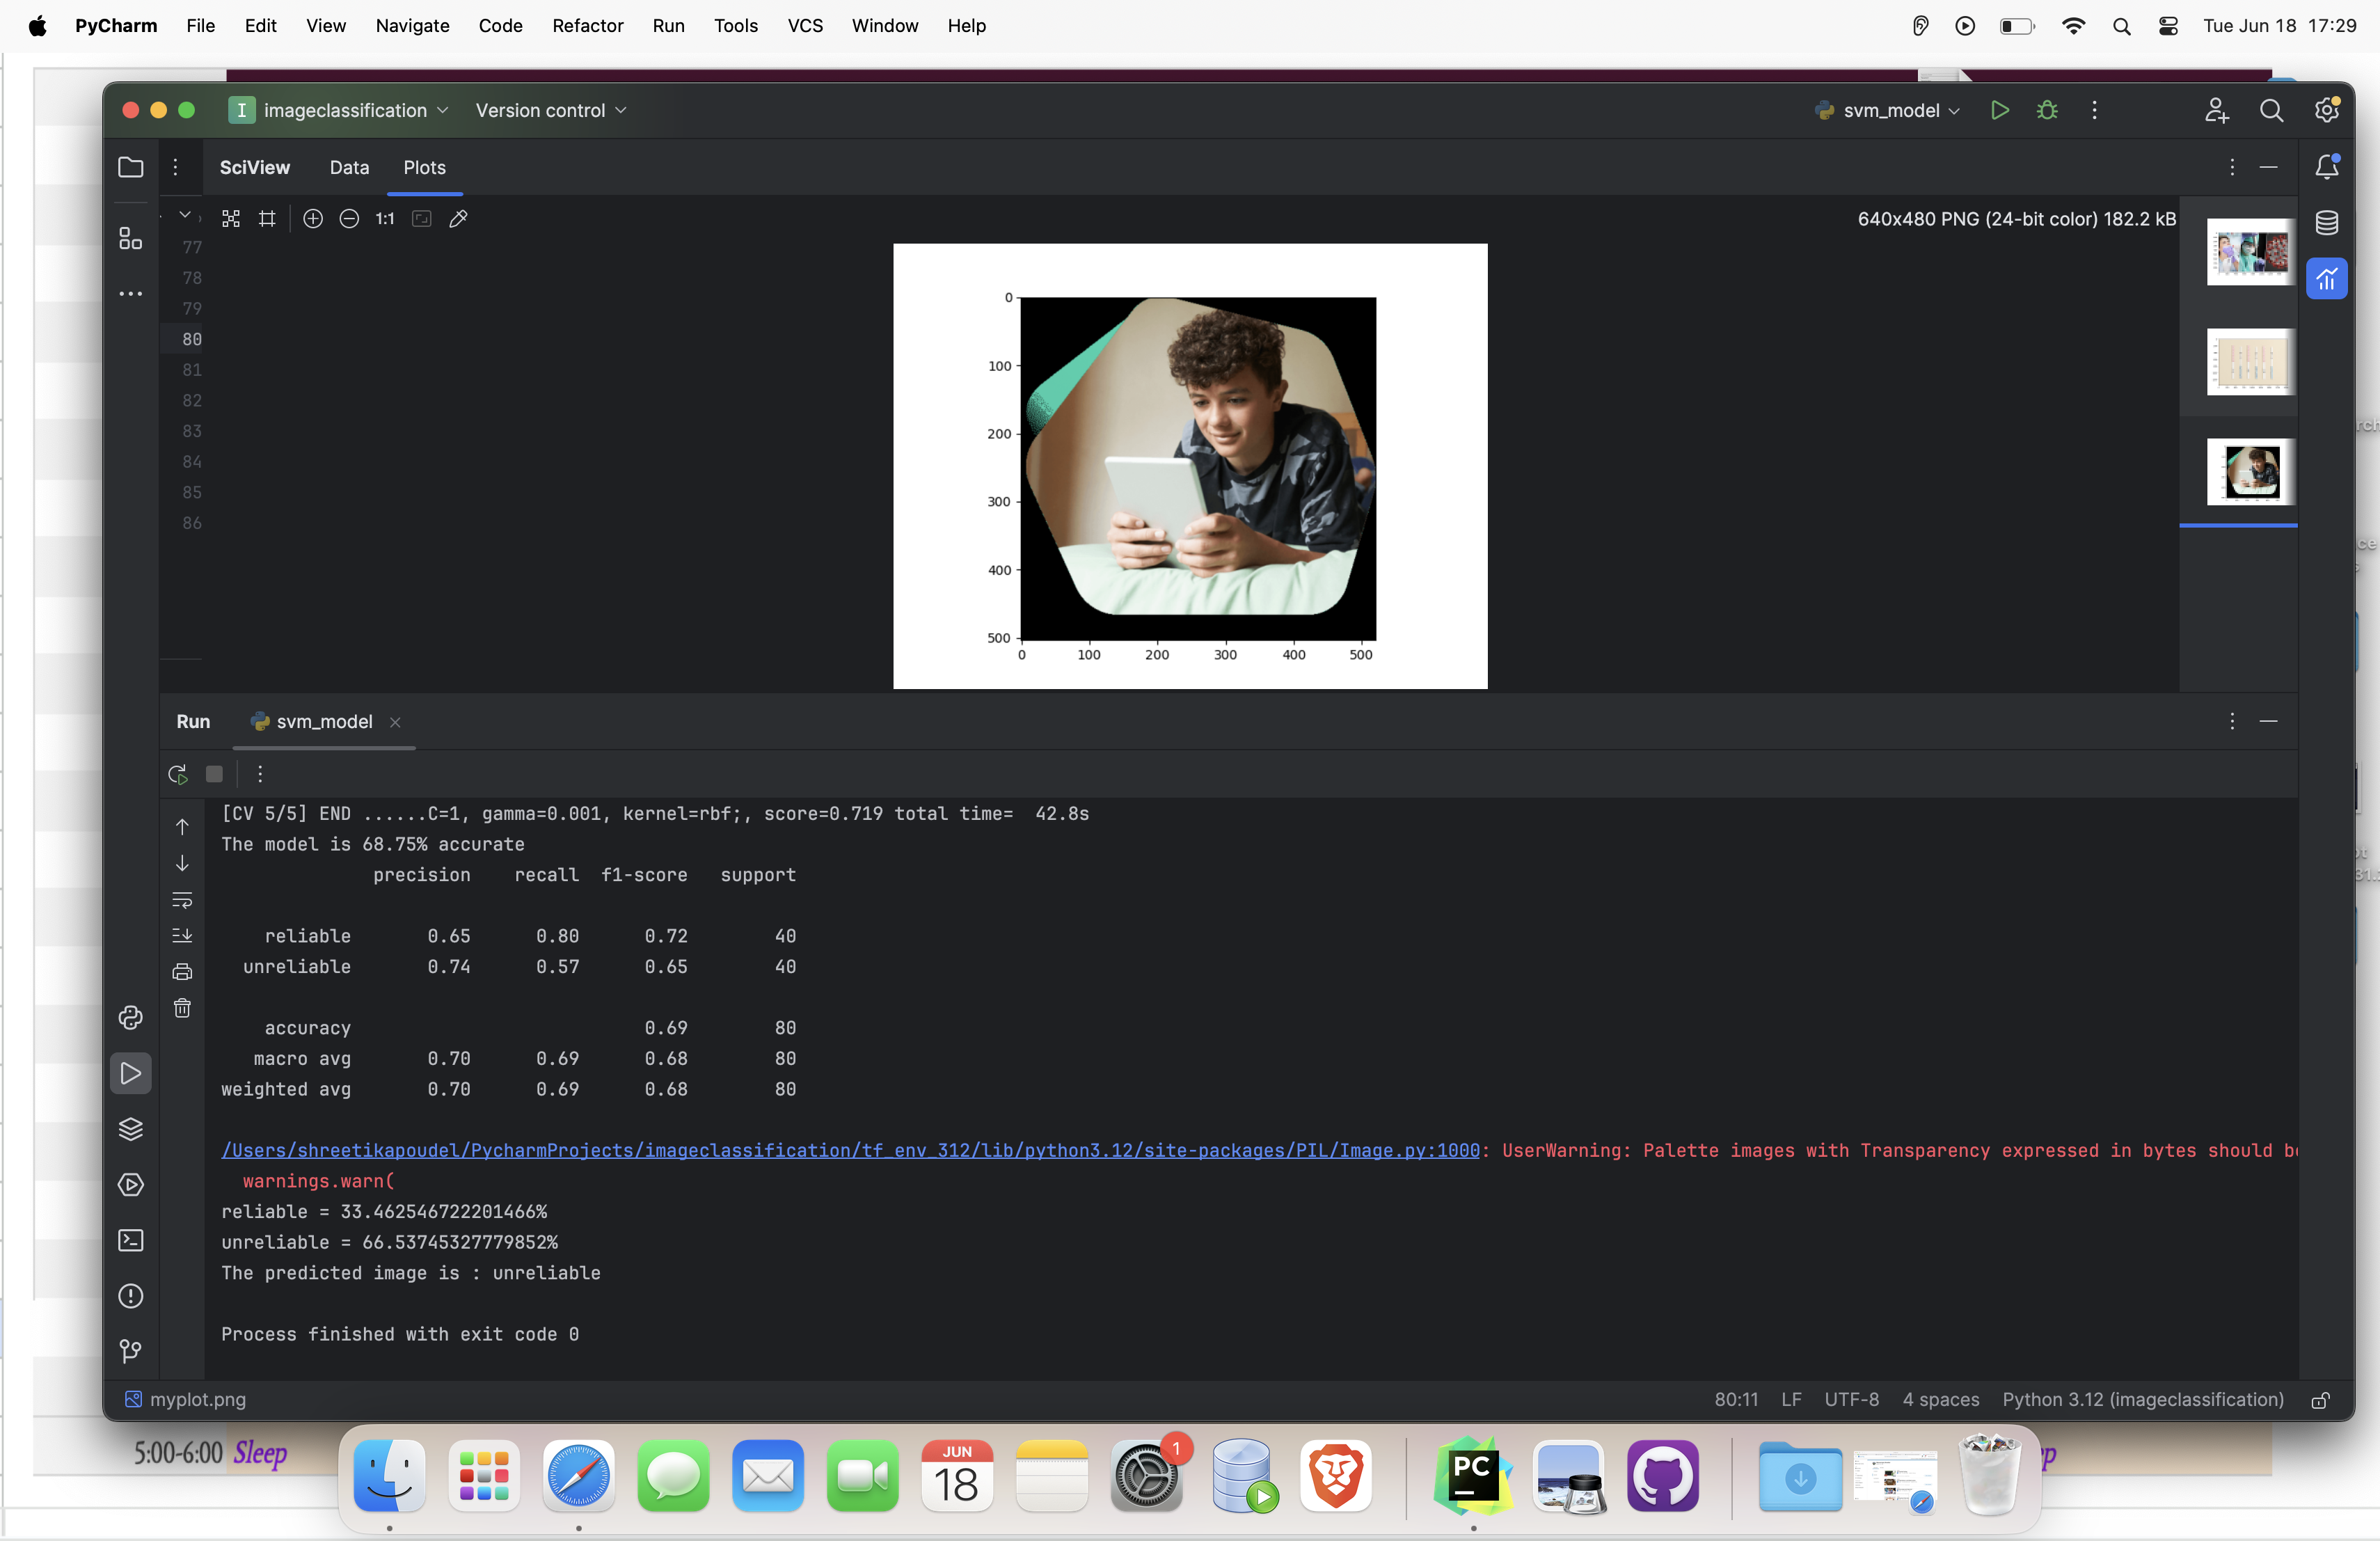 PyCharm File Edit View Navigate Code Refactor Run Tools VCS Window Help Tue Jun 18 17:29
I imageclassification Version control svm_model
SciView Data Plots
1:1 640x480 PNG (24-bit color) 182.2 kB
77
78
79
80
81
82
83
84
85
86
0
100
200
300
400
500
0 100 200 300 400 500
Run svm_model
[CV 5/5] END ......C=1, gamma=0.001, kernel=rbf;, score=0.719 total time= 42.8s
The model is 68.75% accurate
precision recall f1-score support
reliable 0.65 0.80 0.72 40
unreliable 0.74 0.57 0.65 40
accuracy 0.69 80
macro avg 0.70 0.69 0.68 80
weighted avg 0.70 0.69 0.68 80
/Users/shreetikapoudel/PycharmProjects/imageclassification/tf_env_312/lib/python3.12/site-packages/PIL/Image.py:1000: UserWarning: Palette images with Transparency expressed in bytes should b
warnings.warn(
reliable = 33.462546722201466%
unreliable = 66.53745327779852%
The predicted image is : unreliable
Process finished with exit code 0
myplot.png 80:11 LF UTF-8 4 spaces Python 3.12 (imageclassification)
5:00-6:00 Sleep
JUN
18
1
PC